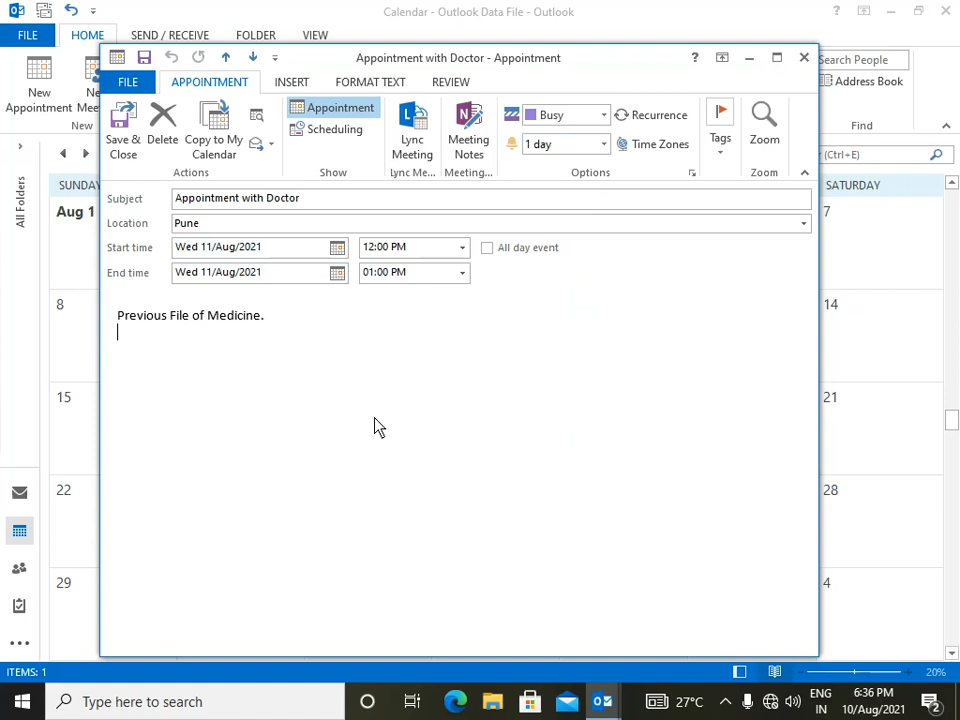 Calendar - Outlook Data File - Outlook
FILE HOME SEND / RECEIVE FOLDER VIEW
Appointment with Doctor - Appointment
FILE APPOINTMENT INSERT FORMAT TEXT REVIEW
New
Appointment
New
Save &
Close
Delete
Copy to My
Calendar
Actions
Appointment
Scheduling
Show
Lync
Meeting
Lync Me...
Meeting
Notes
Meeting...
Busy
Recurrence
1 day
Time Zones
Options
Tags
Zoom
Zoom
Search People
Address Book
Find
(Ctrl+E)
Subject Appointment with Doctor
Location Pune
Start time Wed 11/Aug/2021 12:00 PM All day event
End time Wed 11/Aug/2021 01:00 PM
Previous File of Medicine.
All Folders
SUNDAY
SATURDAY
Aug 1
7
8
14
15
21
22
28
29
4
ITEMS: 1
20%
Type here to search
27°C
ENG
IN
6:36 PM
10/Aug/2021
2